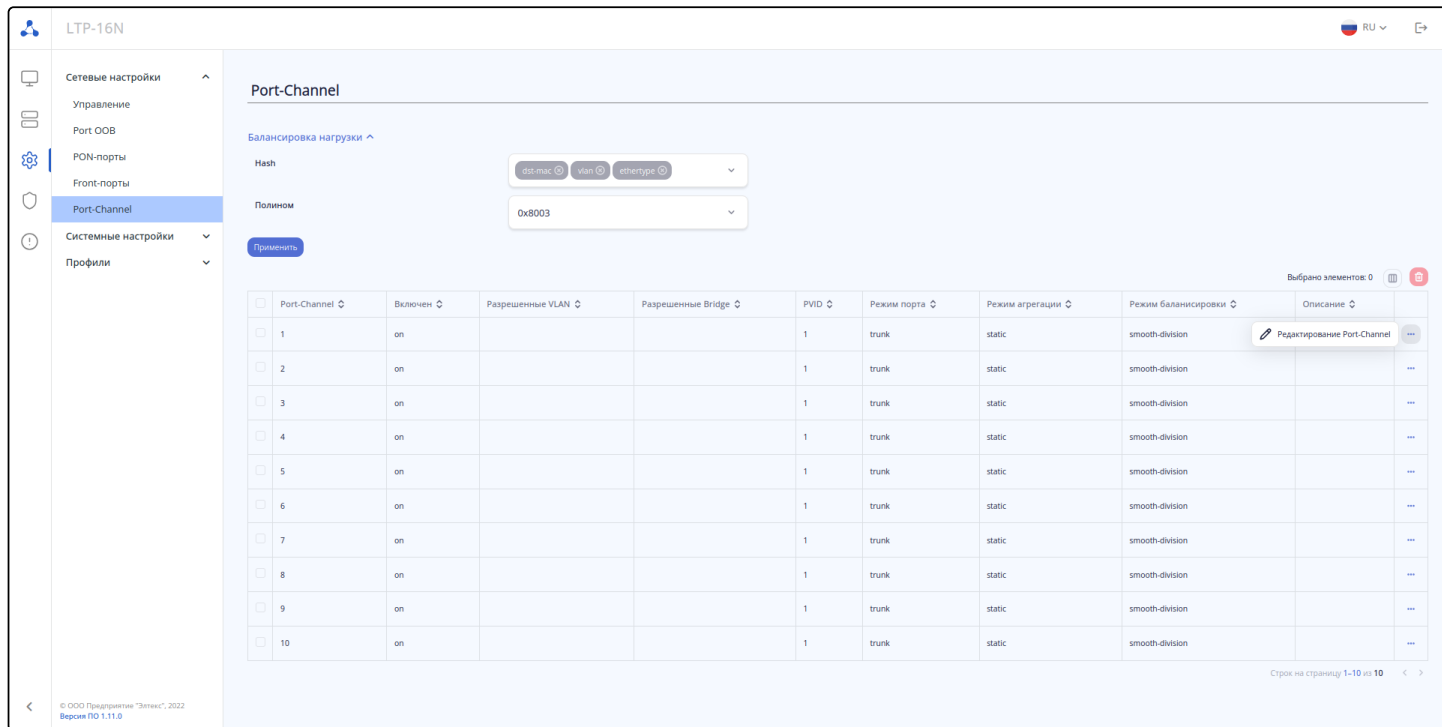 LTP-16N
RU
Сетевые настройки
Управление
Port OOB
PON-порты
Front-порты
Port-Channel
Системные настройки
Профили
Port-Channel
Балансировка нагрузки
Hash
dst-mac vlan ethertype
Полином
0x8003
Применить
Выбрано элементов: 0
Port-Channel Включен Разрешенные VLAN Разрешенные Bridge PVID Режим порта Режим агрегации Режим баланисировки Описание
1 on 1 trunk static smooth-division Редактирование Port-Channel ...
2 on 1 trunk static smooth-division ...
3 on 1 trunk static smooth-division ...
4 on 1 trunk static smooth-division ...
5 on 1 trunk static smooth-division ...
6 on 1 trunk static smooth-division ...
7 on 1 trunk static smooth-division ...
8 on 1 trunk static smooth-division ...
9 on 1 trunk static smooth-division ...
10 on 1 trunk static smooth-division ...
Строк на страницу 1–10 из 10
© ООО Предприятие "Элтекс", 2022
Версия ПО 1.11.0